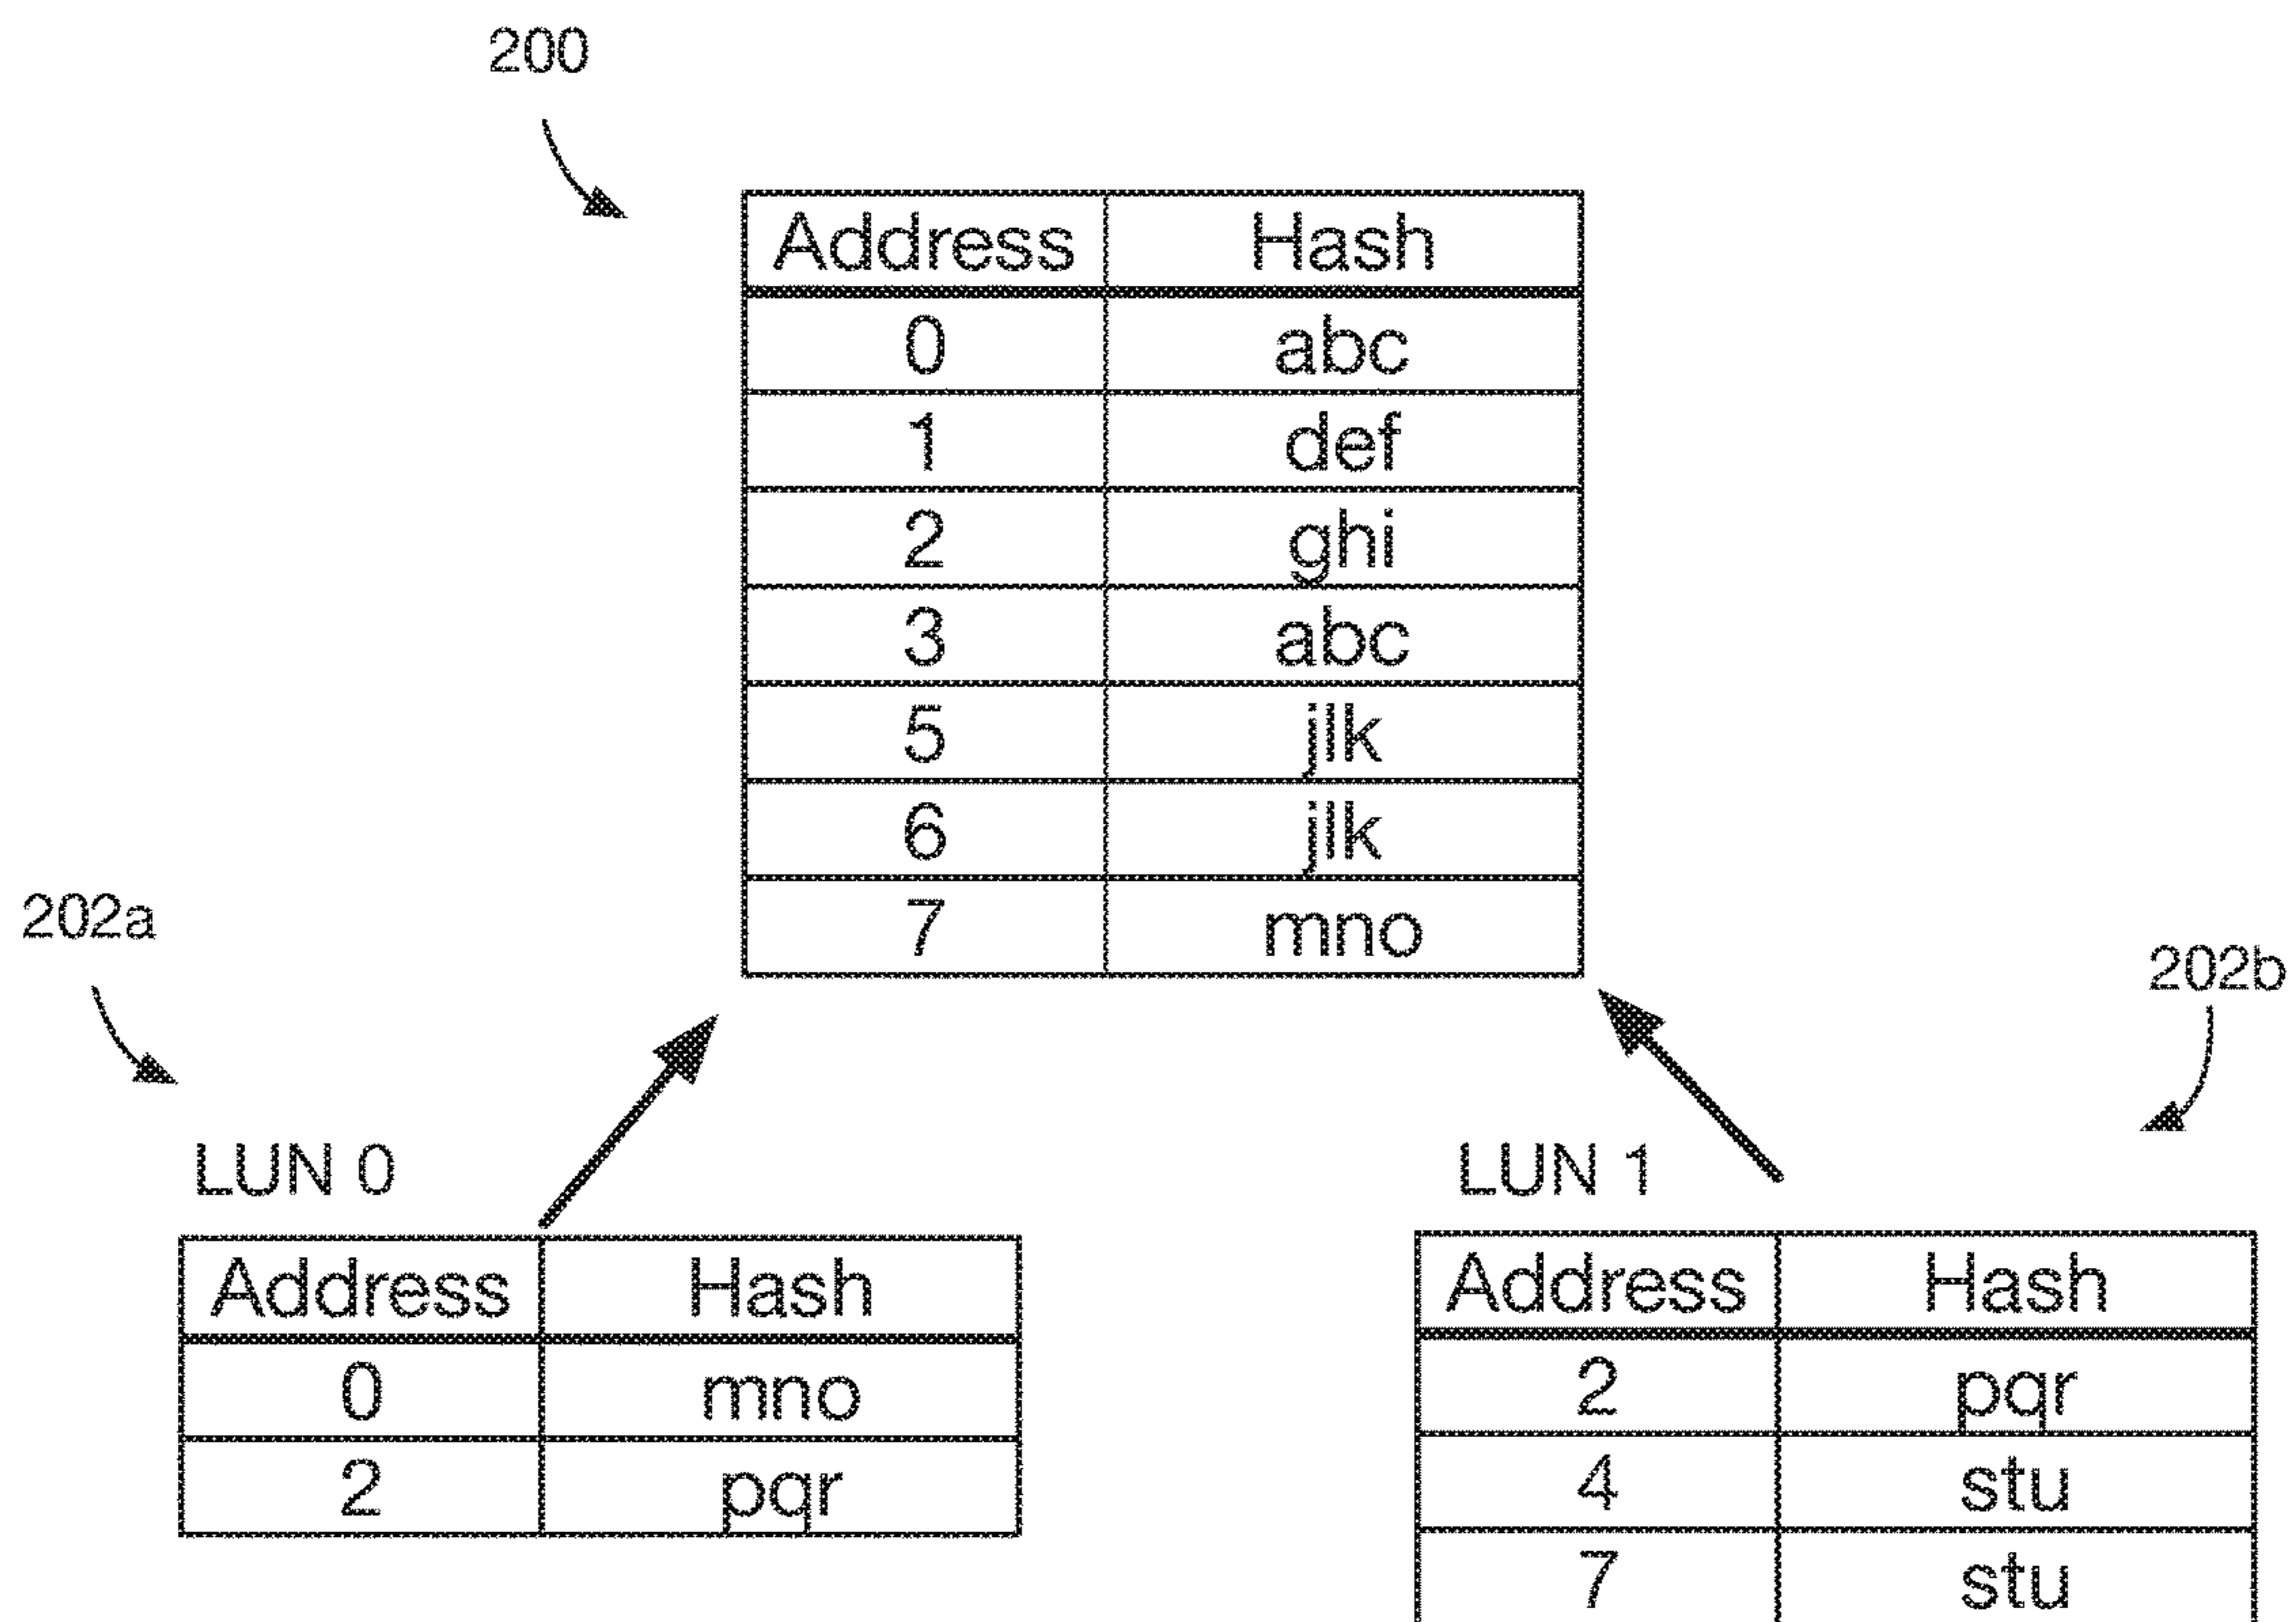 200
Address Hash
0 abc
1 def
2 ghi
3 abc
5 jlk
6 jlk
7 mno
202a
202b
LUN 0
Address Hash
0 mno
2 pqr
LUN 1
Address Hash
2 pqr
4 stu
7 stu